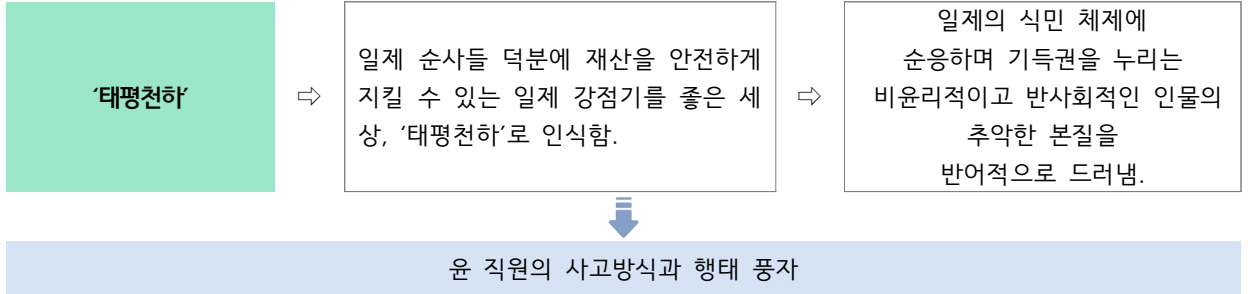 ‘태평천하’
⇨
일제 순사들 덕분에 재산을 안전하게
지킬 수 있는 일제 강점기를 좋은 세
상, ‘태평천하’로 인식함.
⇨
일제의 식민 체제에
순응하며 기득권을 누리는
비윤리적이고 반사회적인 인물의
추악한 본질을
반어적으로 드러냄.
윤 직원의 사고방식과 행태 풍자